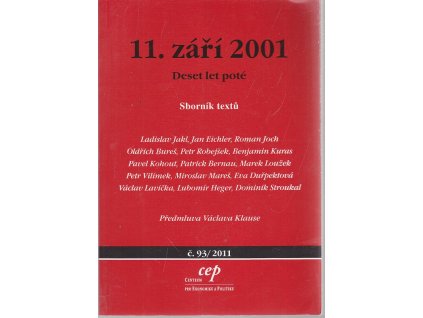 11. září 2001
Deset let poté
Sborník textů
Ladislav Jakl, Jan Eichler, Roman Joch
Oldřich Bureš, Petr Robejšek, Benjamin Kuras
Pavel Kohout, Patrick Bernau, Marek Loužek
Petr Vilímek, Miroslav Mareš, Eva Duřpektová
Václav Lavička, Lubomír Heger, Dominik Stroukal
Předmluva Václava Klause
č. 93/2011
cep
Centrum
pro Ekonomiku a Politiku